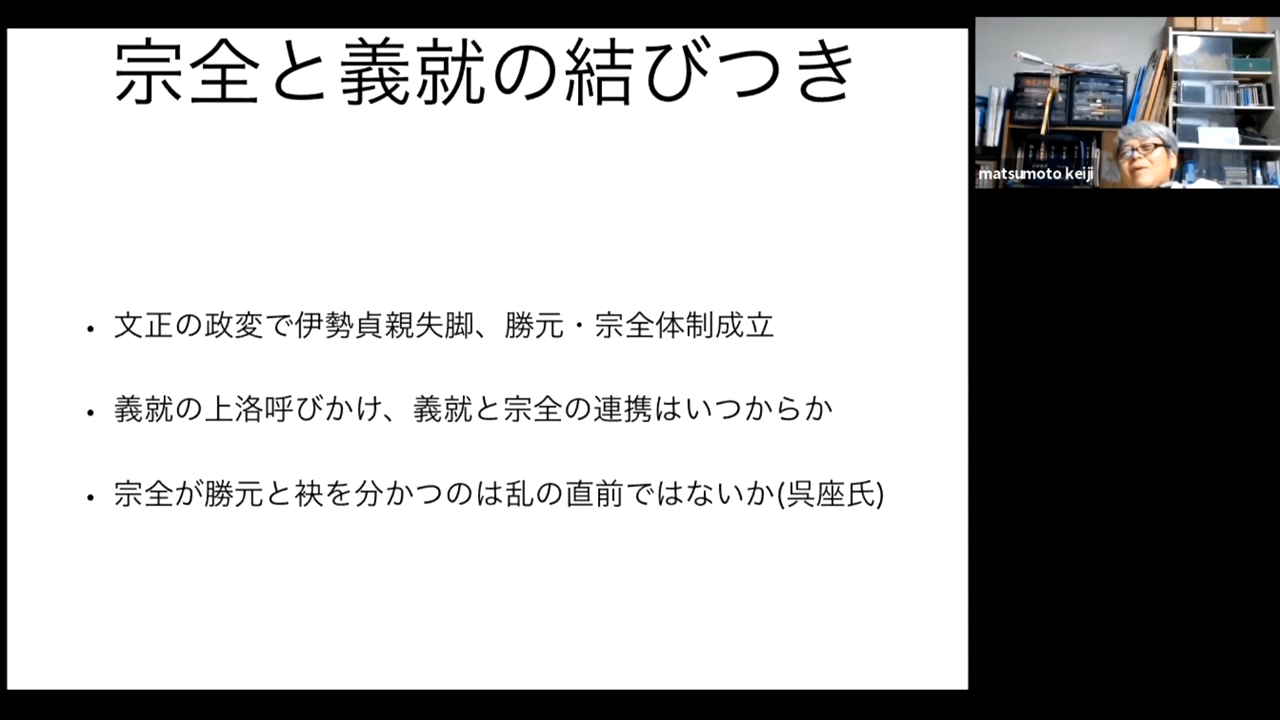 宗全と義就の結びつき
matsumoto keiji
• 文正の政変で伊勢貞親失脚、勝元・宗全体制成立
• 義就の上洛呼びかけ、義就と宗全の連携はいつからか
• 宗全が勝元と袂を分かつのは乱の直前ではないか(呉座氏)